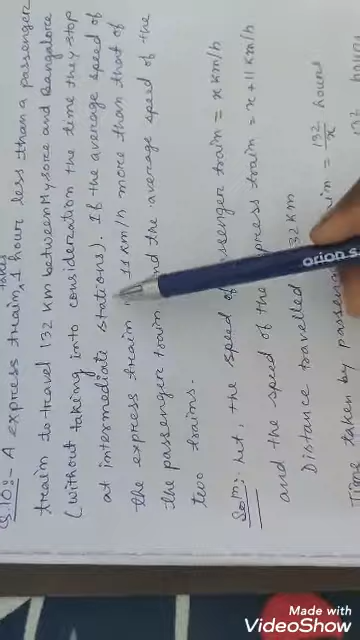 Q.10:- A express train takes 1 hour less than a passenger
train to travel 132 km between Mysore and Bangalore
(without taking into consideration the time they stop
at intermediate stations). If the average speed of
the express train 11 km/h more than that of
the passenger train and the average speed of the
two trains.
Som: Let, the speed of passenger train = x km/h
and the speed of the express train = x + 11 km/h
Distance travelled 132 km
Time taken by passenger train = 132/x hours
132 hours
orion
Made with
VideoShow